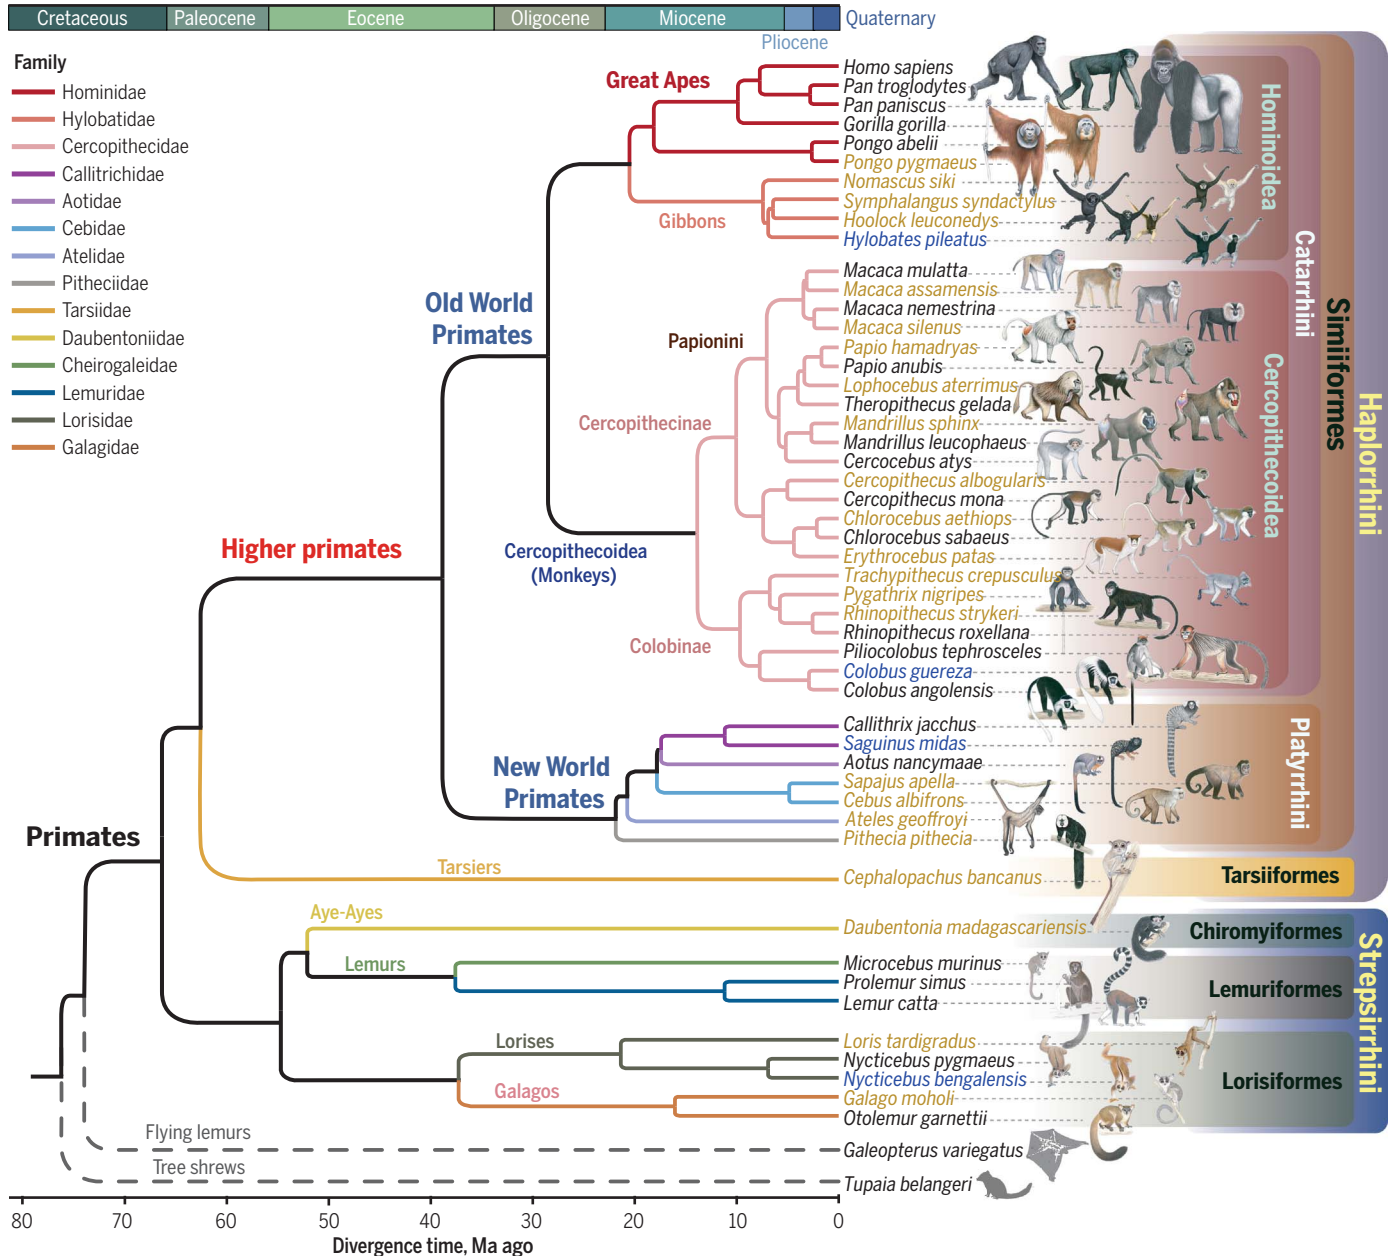 Cretaceous
Paleocene
Eocene
Oligocene
Miocene
Quaternary
Pliocene
Family
Hominidae
Hylobatidae
Cercopithecidae
Callitrichidae
Aotidae
Cebidae
Atelidae
Pitheciidae
Tarsiidae
Daubentoniidae
Cheirogaleidae
Lemuridae
Lorisidae
Galagidae
Great Apes
Gibbons
Old World
Primates
Papionini
Cercopithecinae
Higher primates
Cercopithecoidea
(Monkeys)
Colobinae
New World
Primates
Primates
Tarsiers
Aye-Ayes
Lemurs
Lorises
Galagos
Flying lemurs
Tree shrews
Homo sapiens
Pan troglodytes
Pan paniscus
Gorilla gorilla
Pongo abelii
Pongo pygmaeus
Nomascus siki
Symphalangus syndactylus
Hoolock leuconedys
Hylobates pileatus
Macaca mulatta
Macaca assamensis
Macaca nemestrina
Macaca silenus
Papio hamadryas
Papio anubis
Lophocebus aterrimus
Theropithecus gelada
Mandrillus sphinx
Mandrillus leucophaeus
Cercocebus atys
Cercopithecus albogularis
Cercopithecus mona
Chlorocebus aethiops
Chlorocebus sabaeus
Erythrocebus patas
Trachypithecus crepusculus
Pygathrix nigripes
Rhinopithecus strykeri
Rhinopithecus roxellana
Piliocolobus tephrosceles
Colobus guereza
Colobus angolensis
Callithrix jacchus
Saguinus midas
Aotus nancymaae
Sapajus apella
Cebus albifrons
Ateles geoffroyi
Pithecia pithecia
Cephalopachus bancanus
Daubentonia madagascariensis
Microcebus murinus
Prolemur simus
Lemur catta
Loris tardigradus
Nycticebus pygmaeus
Nycticebus bengalensis
Galago moholi
Otolemur garnettii
Galeopterus variegatus
Tupaia belangeri
Hominoidea
Catarrhini
Cercopithecoidea
Simiiformes
Haplorrhini
Platyrrhini
Tarsiiformes
Chiromyiformes
Lemuriformes
Lorisiformes
Strepsirrhini
80 70 60 50 40 30 20 10 0
Divergence time, Ma ago